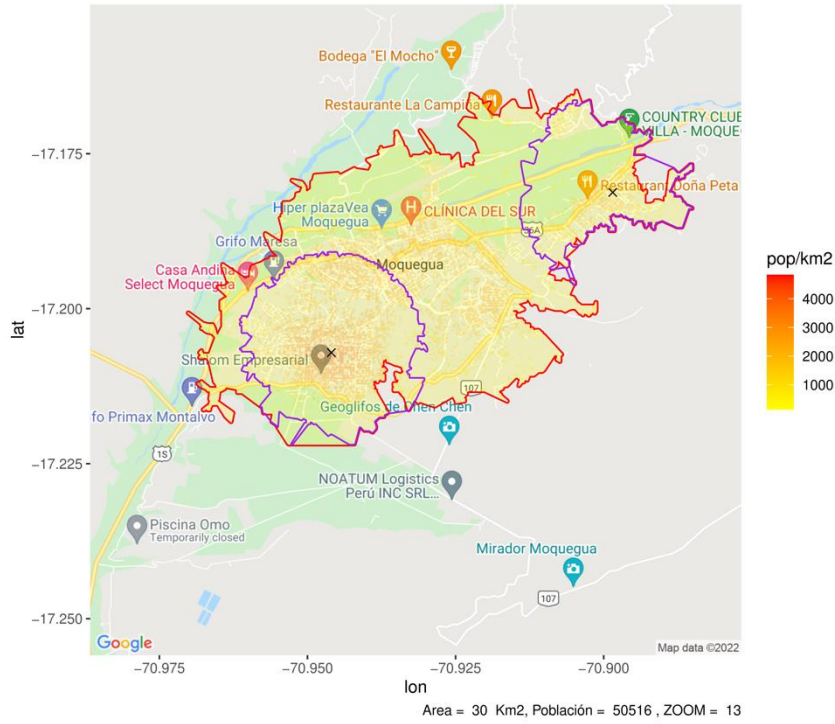 Bodega "El Mocho"
Restaurante La Campiña
COUNTRY CLUB
VILLA - MOQUEG
Restaurant Doña Peta
Hiper plazaVea
Moquegua
CLÍNICA DEL SUR
36A
Grifo Maresa
Moquegua
Casa Andina
Select Moquegua
Shalom Empresarial
107
Geoglifos de Chen Chen
fo Primax Montalvo
1S
NOATUM Logistics
Perú INC SRL...
Piscina Omo
Temporarily closed
Mirador Moquegua
107
Google
Map data ©2022
−17.175
−17.200
−17.225
−17.250
lat
−70.975
−70.950
−70.925
−70.900
lon
pop/km2
4000
3000
2000
1000
Area = 30 Km2, Población = 50516 , ZOOM = 13